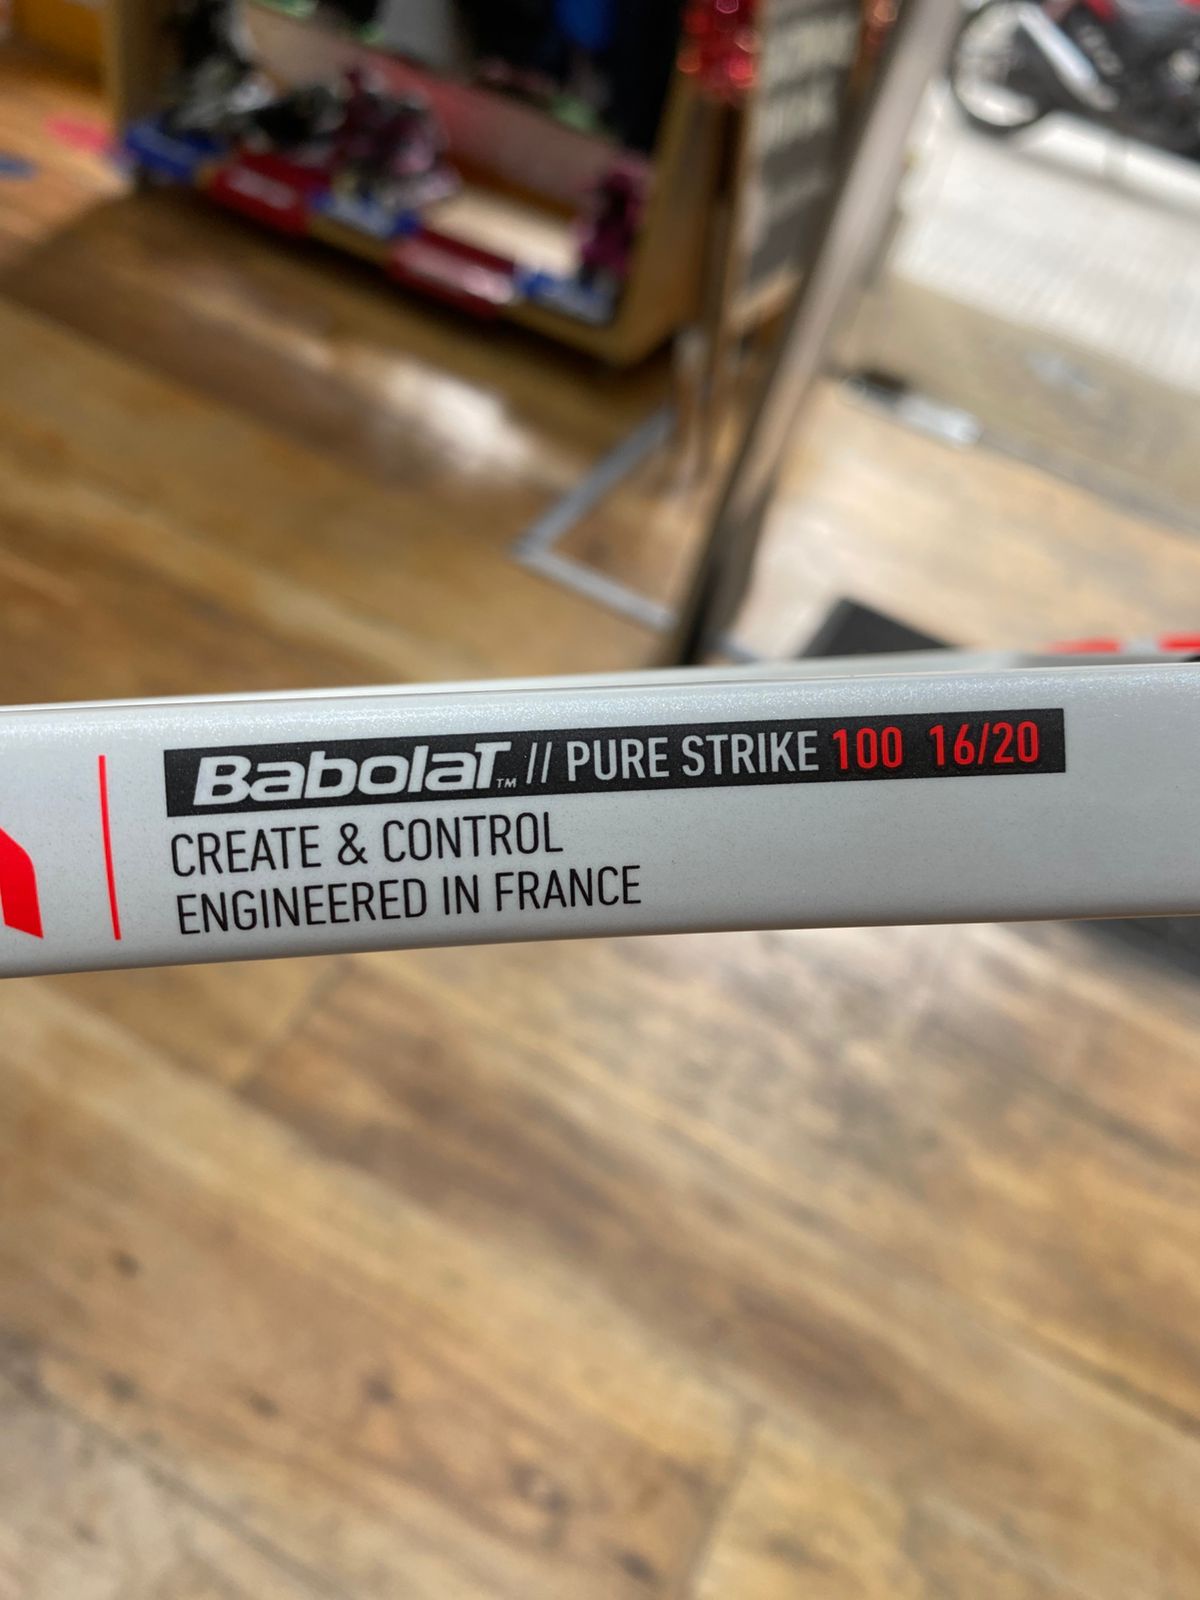 BabolaT™ // PURE STRIKE 100 16/20
CREATE & CONTROL
ENGINEERED IN FRANCE